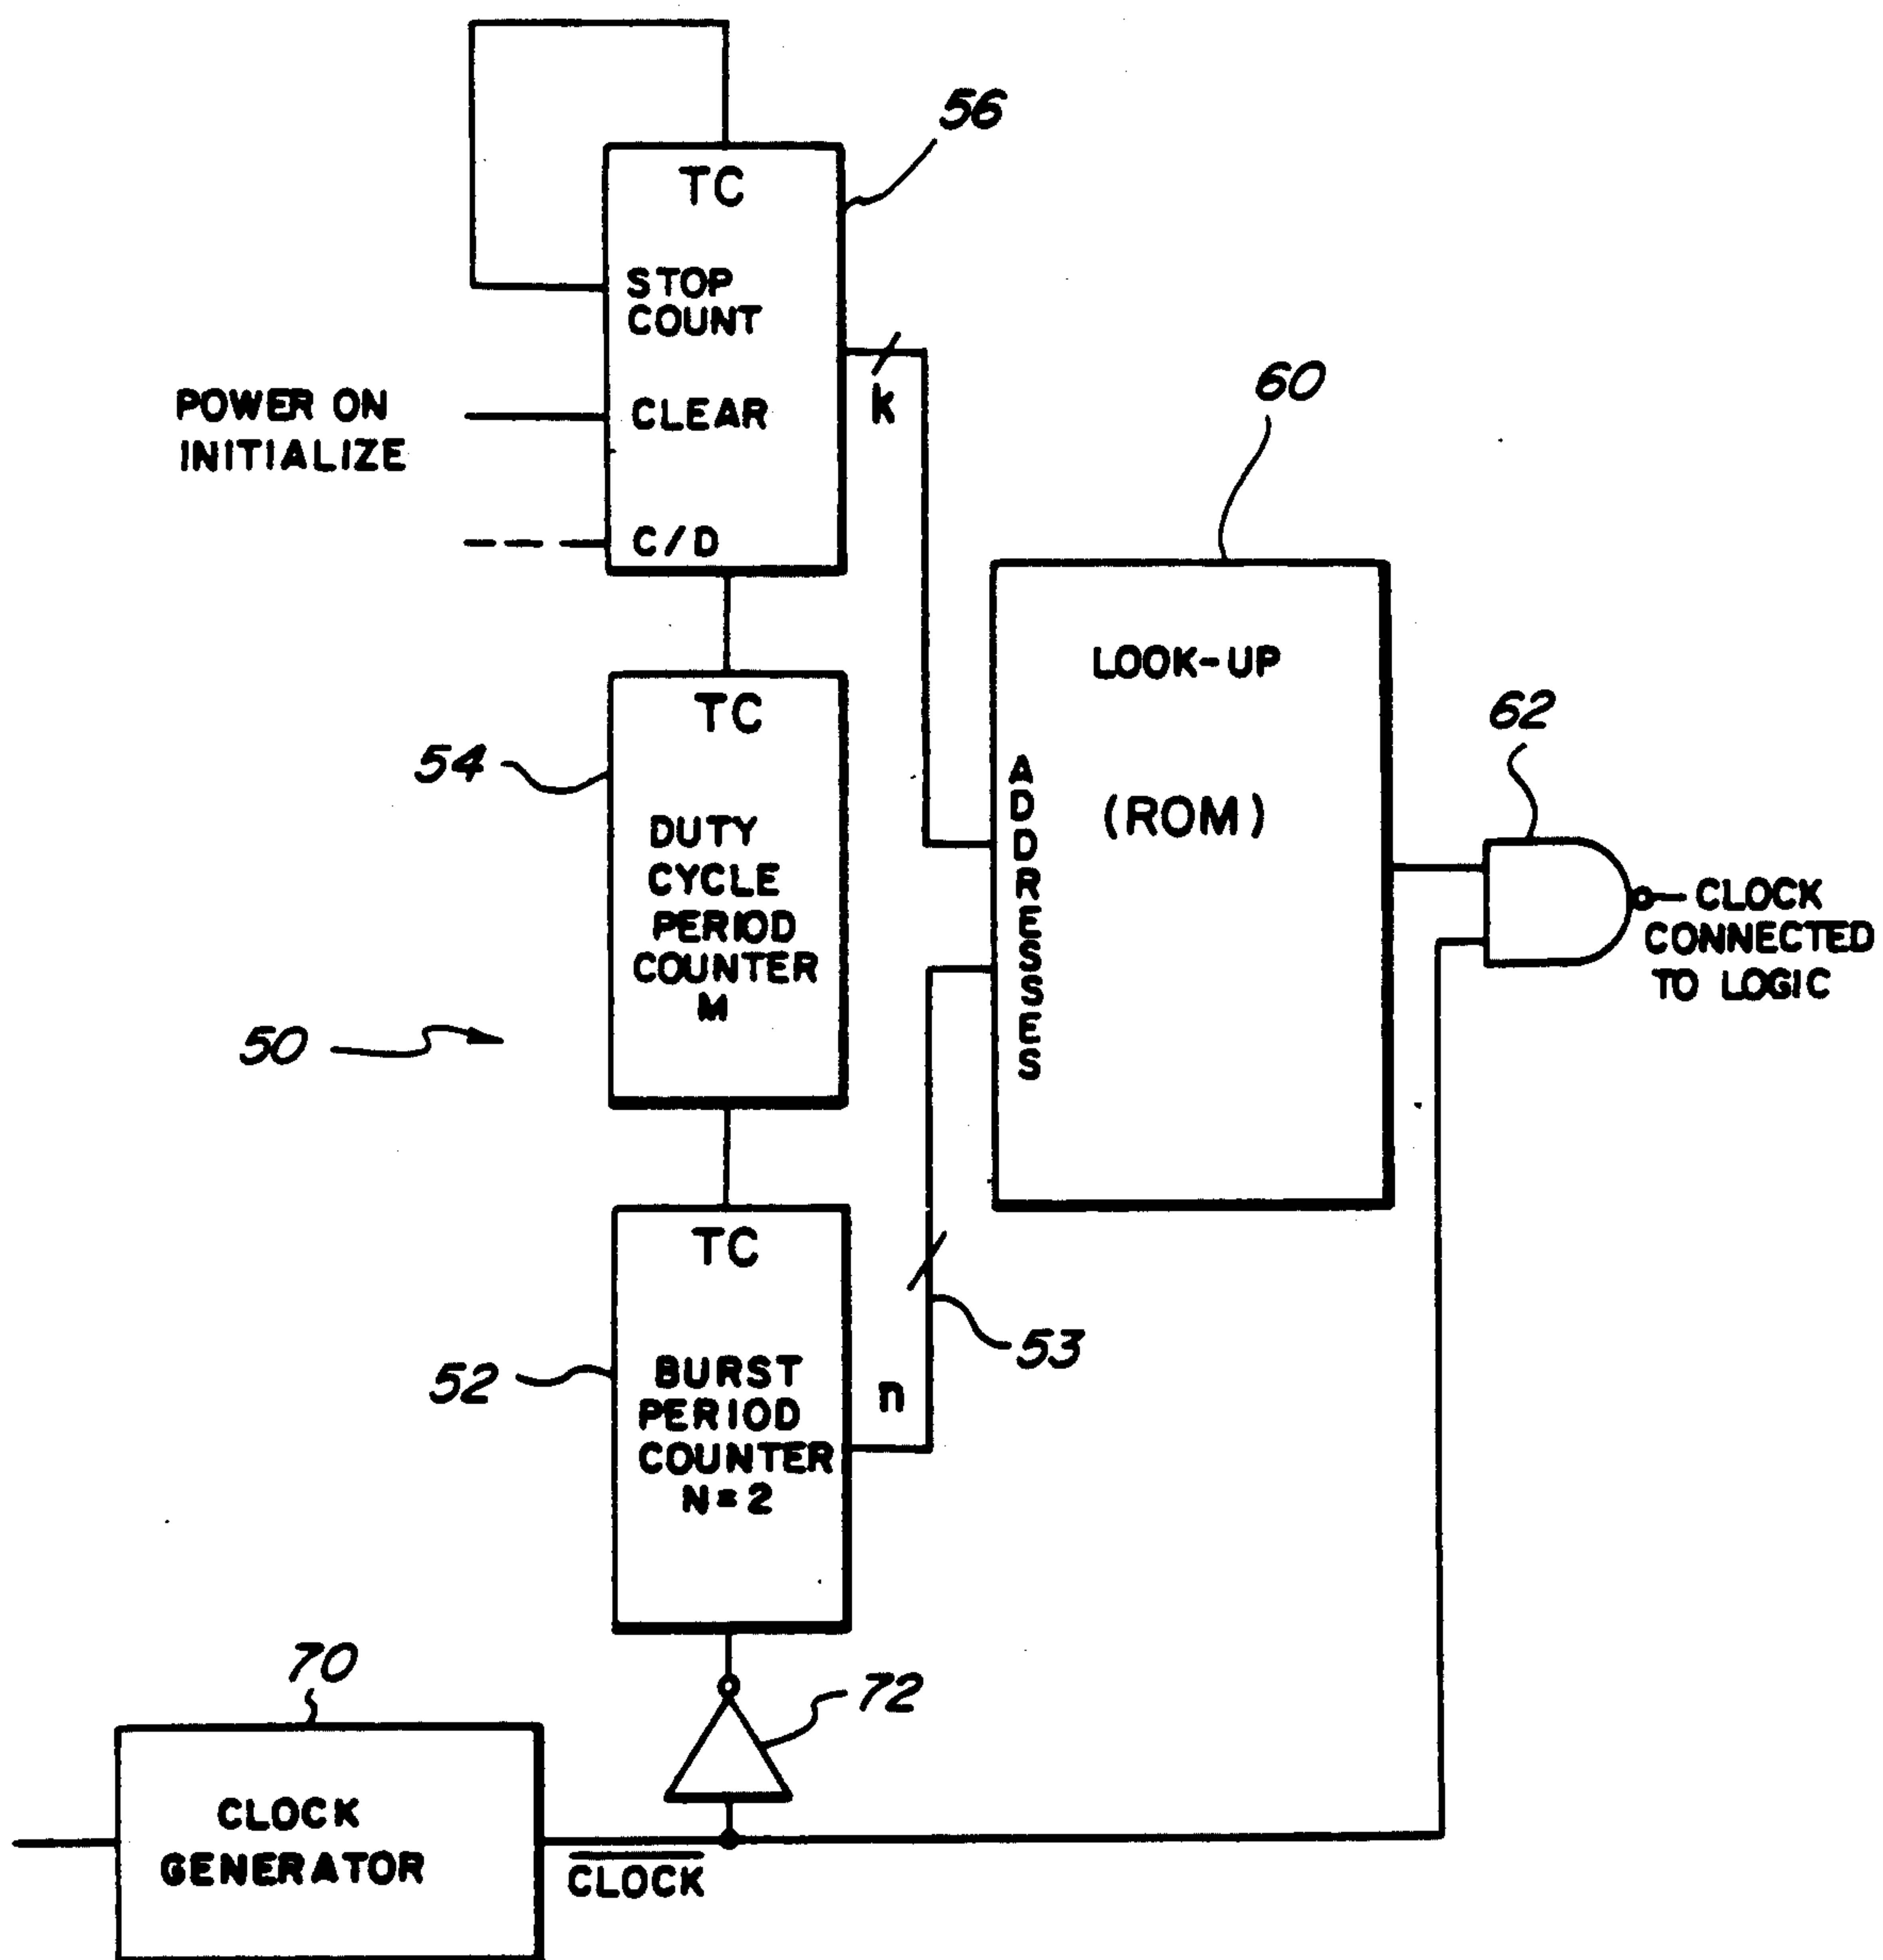 56
TC
STOP
COUNT
POWER ON
INITIALIZE
CLEAR
k
C/D
60
LOOK-UP
(ROM)
ADDRESSES
62
CLOCK
CONNECTED
TO LOGIC
54
TC
DUTY
CYCLE
PERIOD
COUNTER
M
50
53
TC
52
BURST
PERIOD
COUNTER
N=2
n
70
72
CLOCK
GENERATOR
CLOCK